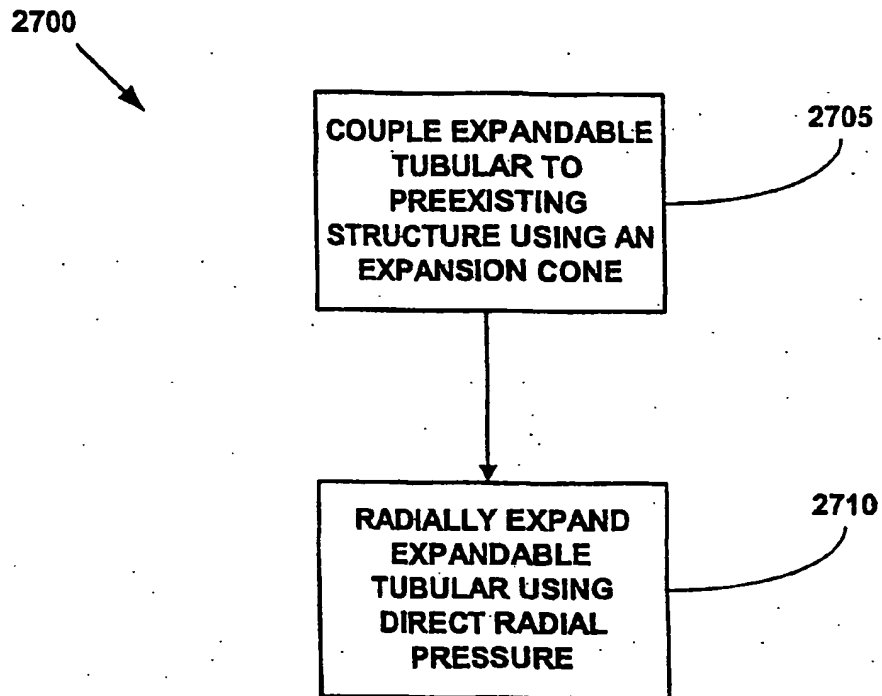 2700
COUPLE EXPANDABLE
TUBULAR TO
PREEXISTING
STRUCTURE USING AN
EXPANSION CONE
2705
RADIALLY EXPAND
EXPANDABLE
TUBULAR USING
DIRECT RADIAL
PRESSURE
2710